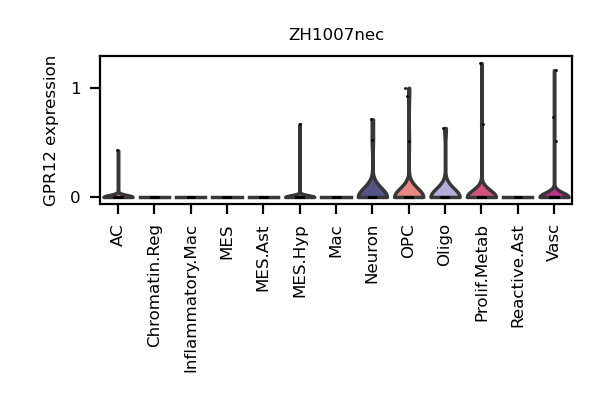 ZH1007nec
GPR12 expression
1
0
AC
Chromatin.Reg
Inflammatory.Mac
MES
MES.Ast
MES.Hyp
Mac
Neuron
OPC
Oligo
Prolif.Metab
Reactive.Ast
Vasc